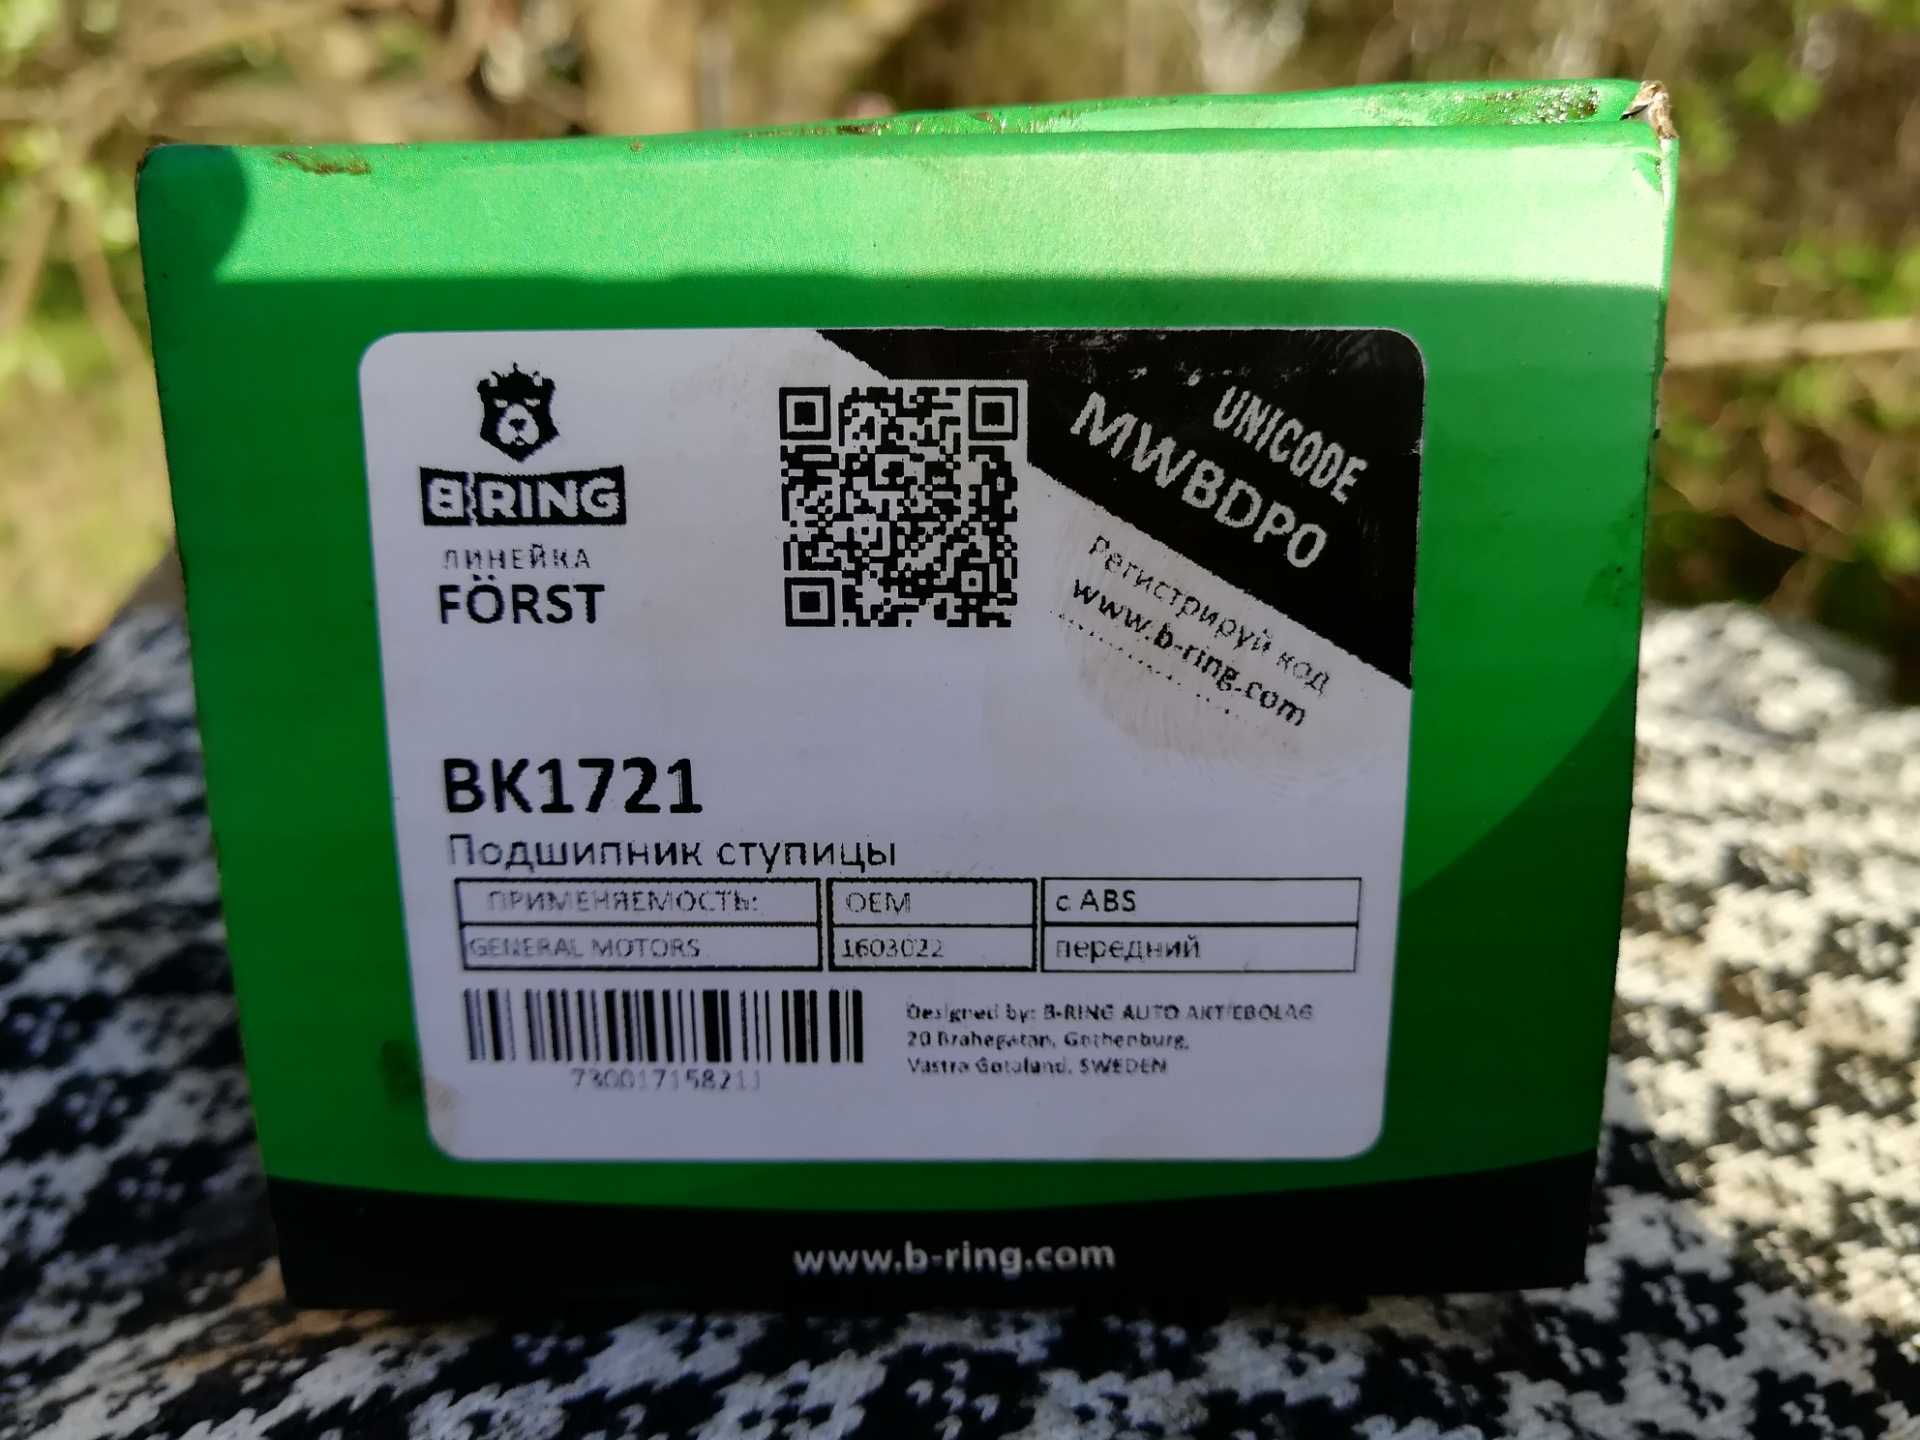 B-RING
ЛИНЕЙКА
FÖRST
UNICODE
MWBDPO
Регистрируй код
www.b-ring.com
BK1721
Подшипник ступицы
ПРИМЕНЯЕМОСТЬ:
OEM
с ABS
GENERAL MOTORS
1603022
передний
730017158211
Designed by: B-RING AUTO AKTIEBOLAG
20 Brahegatan, Gothenburg,
Vastra Gotaland, SWEDEN
www.b-ring.com